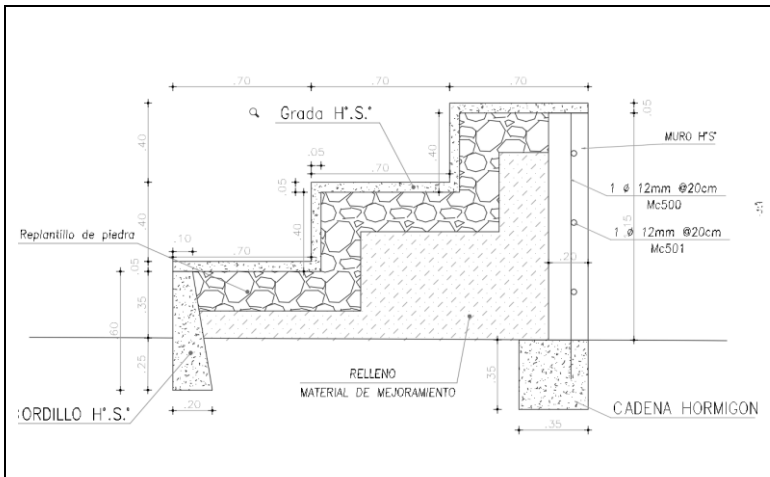 .70 .70 .70
Grada H°.S.°
.05
.40
MURO H°S°
.05
.40
.70
.05
1 ø 12mm @20cm
Mc500
.15
1 ø 12mm @20cm
Mc501
Replantillo de piedra
.10
.70
.40
.40
.20
.05
.35
.60
.25
RELLENO
MATERIAL DE MEJORAMIENTO
.35
.20
:ORDILLO H°.S.°
CADENA HORMIGON
.35